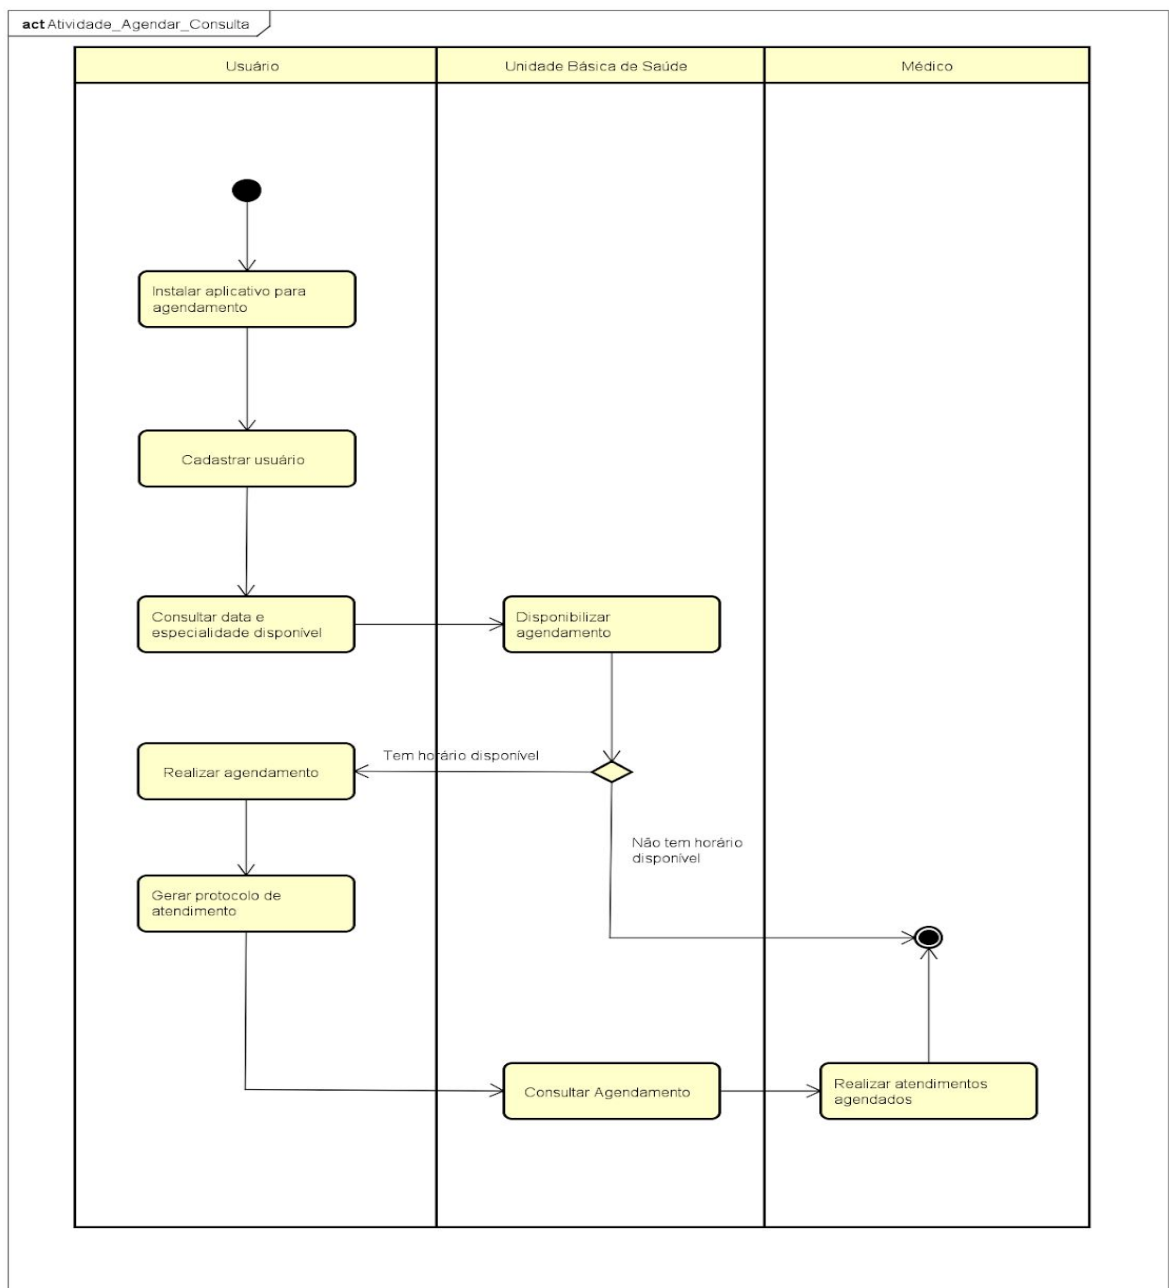 act Atividade_Agendar_Consulta
Usuário
Unidade Básica de Saúde
Médico
Instalar aplicativo para
agendamento
Cadastrar usuário
Consultar data e
especialidade disponível
Disponibilizar
agendamento
Tem horário disponível
Realizar agendamento
Não tem horário
disponível
Gerar protocolo de
atendimento
Consultar Agendamento
Realizar atendimentos
agendados